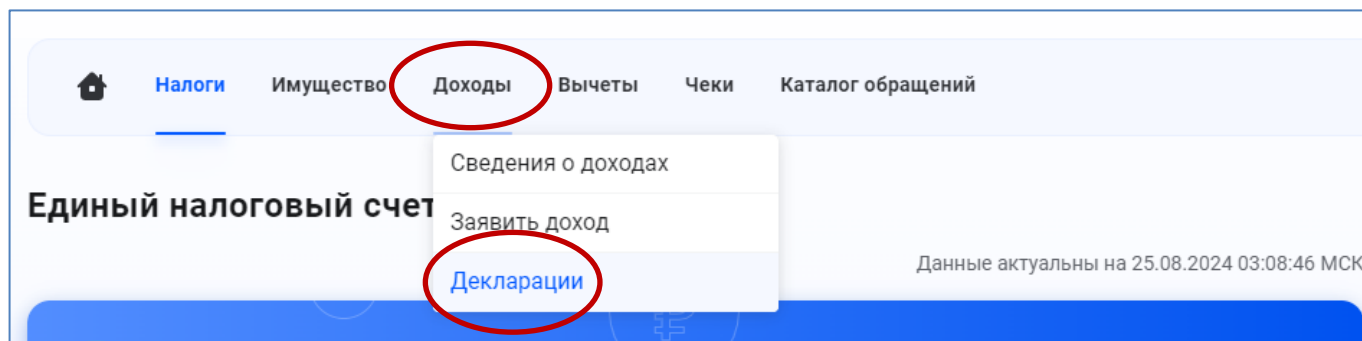 Налоги Имущество Доходы Вычеты Чеки Каталог обращений
Сведения о доходах
Единый налоговый счет
Заявить доход
Данные актуальны на 25.08.2024 03:08:46 МСК
Декларации